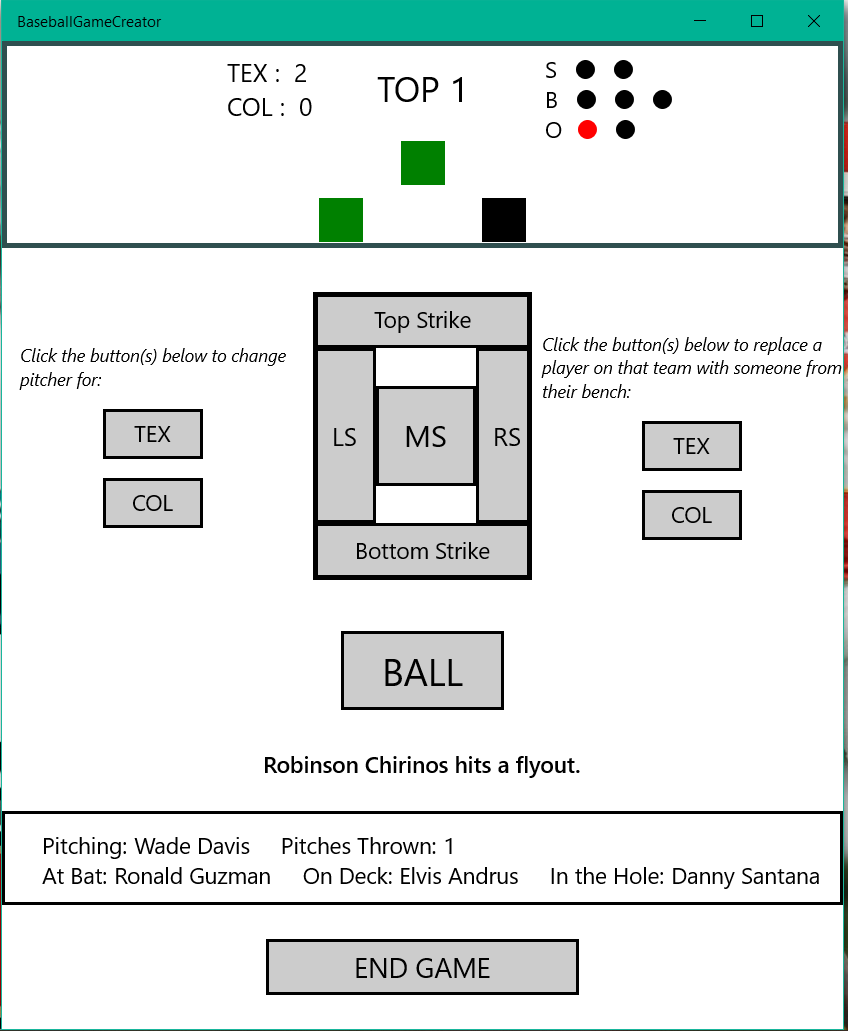 BaseballGameCreator
TEX : 2
COL : 0
TOP 1
S
B
O
Click the button(s) below to change
pitcher for:
TEX
COL
Top Strike
LS
MS
RS
Bottom Strike
Click the button(s) below to replace a
player on that team with someone from
their bench:
TEX
COL
BALL
Robinson Chirinos hits a flyout.
Pitching: Wade Davis Pitches Thrown: 1
At Bat: Ronald Guzman On Deck: Elvis Andrus In the Hole: Danny Santana
END GAME